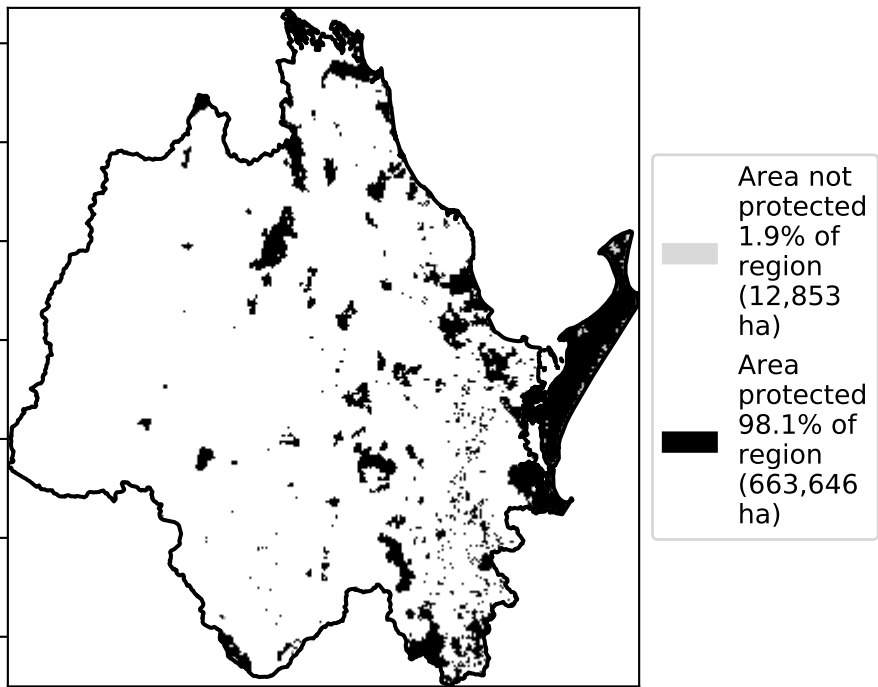 Area not
protected
1.9% of
region
(12,853
ha)
Area
protected
98.1% of
region
(663,646
ha)